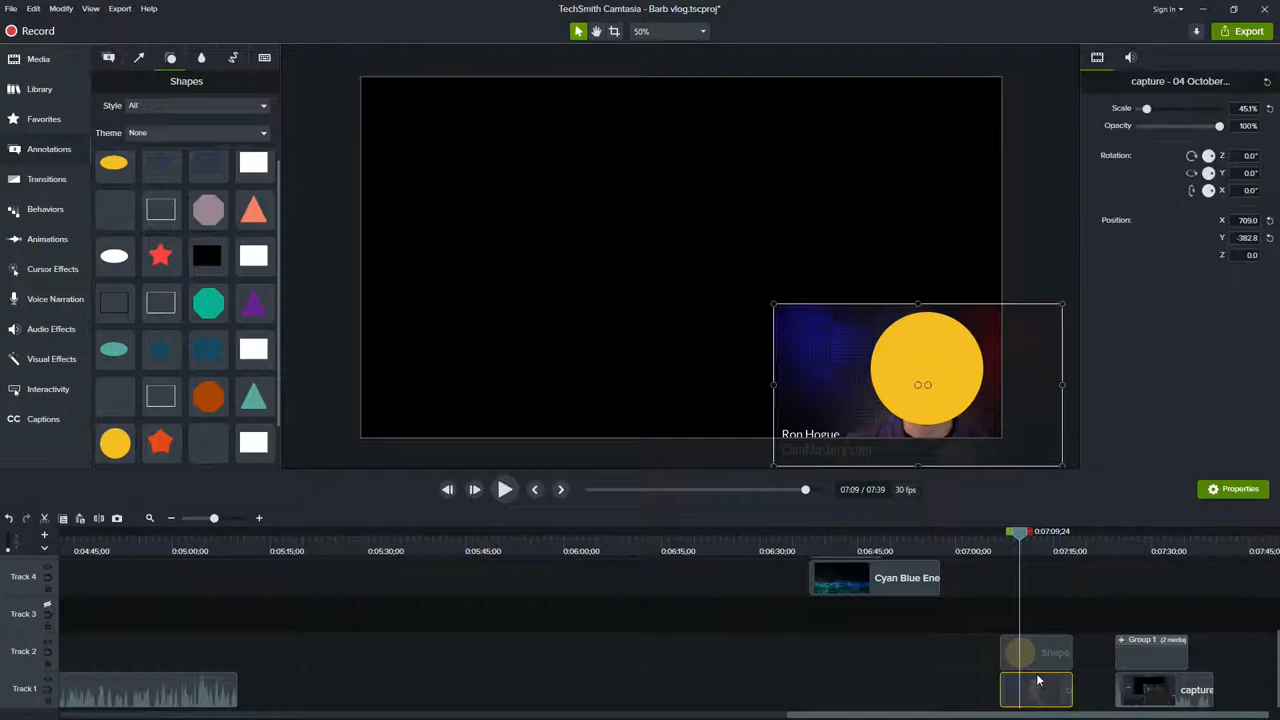 File Edit Modify View Export Help
TechSmith Camtasia - Barb vlog.tscproj*
Sign In
Record
50%
Export
Media
Library
Favorites
Annotations
Transitions
Behaviors
Animations
Cursor Effects
Voice Narration
Audio Effects
Visual Effects
Interactivity
CC Captions
Shapes
Style All
Theme None
Ron Hogue
CamMastery.com
capture - 04 October...
Scale 45.1%
Opacity 100%
Rotation: Z 0.0°
Y 0.0°
X 0.0°
Position: X 709.0
Y -382.8
Z 0.0
07:09 / 07:39 30 fps
Properties
0:07:09;24
0:04:45;00 0:05:00;00 0:05:15;00 0:05:30;00 0:05:45;00 0:06:00;00 0:06:15;00 0:06:30;00 0:06:45;00 0:07:00;00 0:07:15;00 0:07:30;00 0:07:45;00
Track 4 Cyan Blue Ene
Track 3
Track 2 Shape + Group 1 (2 media)
Track 1 capture